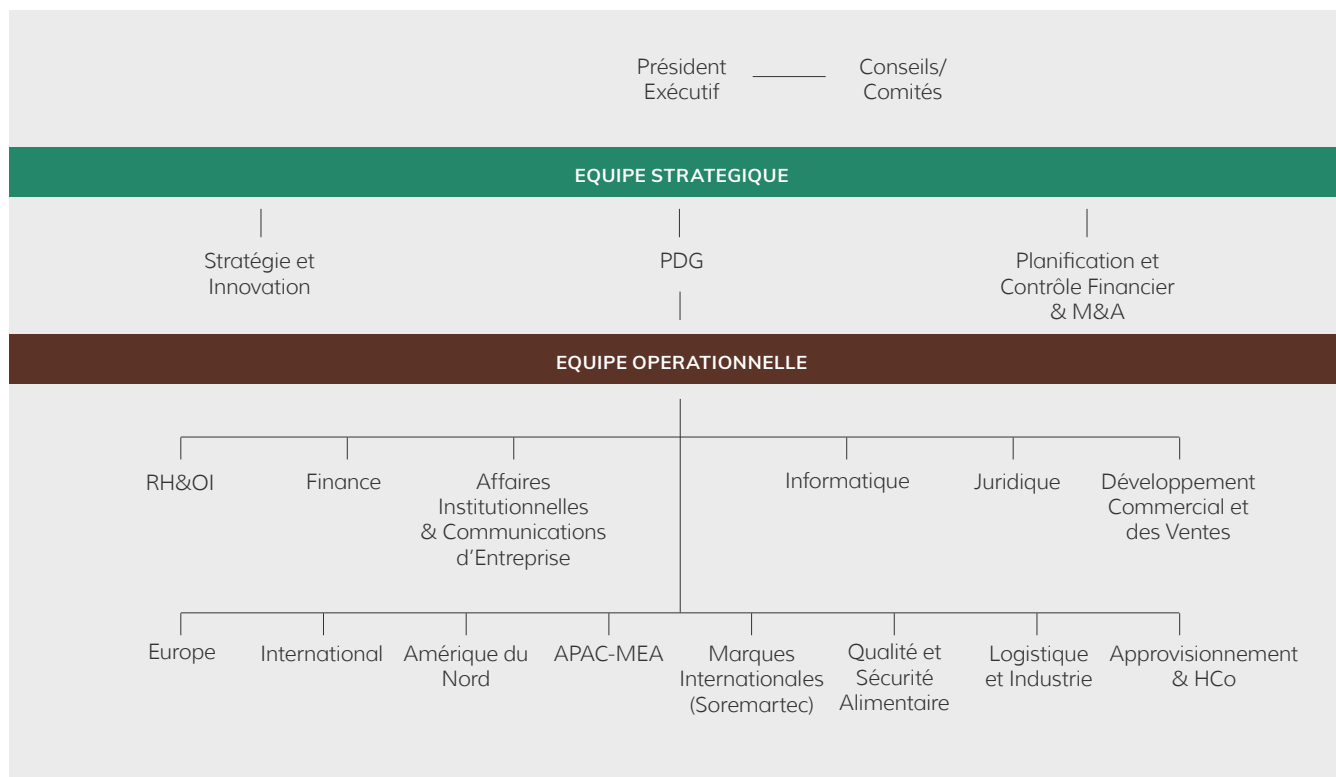 Président
Exécutif
Conseils/
Comités
EQUIPE STRATEGIQUE
Stratégie et
Innovation
PDG
Planification et
Contrôle Financier
& M&A
EQUIPE OPERATIONNELLE
RH&OI
Finance
Affaires
Institutionnelles
& Communications
d'Entreprise
Informatique
Juridique
Développement
Commercial et
des Ventes
Europe
International
Amérique du
Nord
APAC-MEA
Marques
Internationales
(Soremartec)
Qualité et
Sécurité
Alimentaire
Logistique
et Industrie
Approvisionnement
& HCo